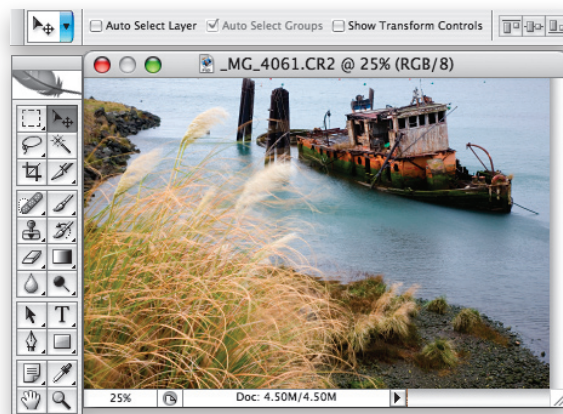 Auto Select Layer Auto Select Groups Show Transform Controls
_MG_4061.CR2 @ 25% (RGB/8)
T
25% Doc: 4.50M/4.50M